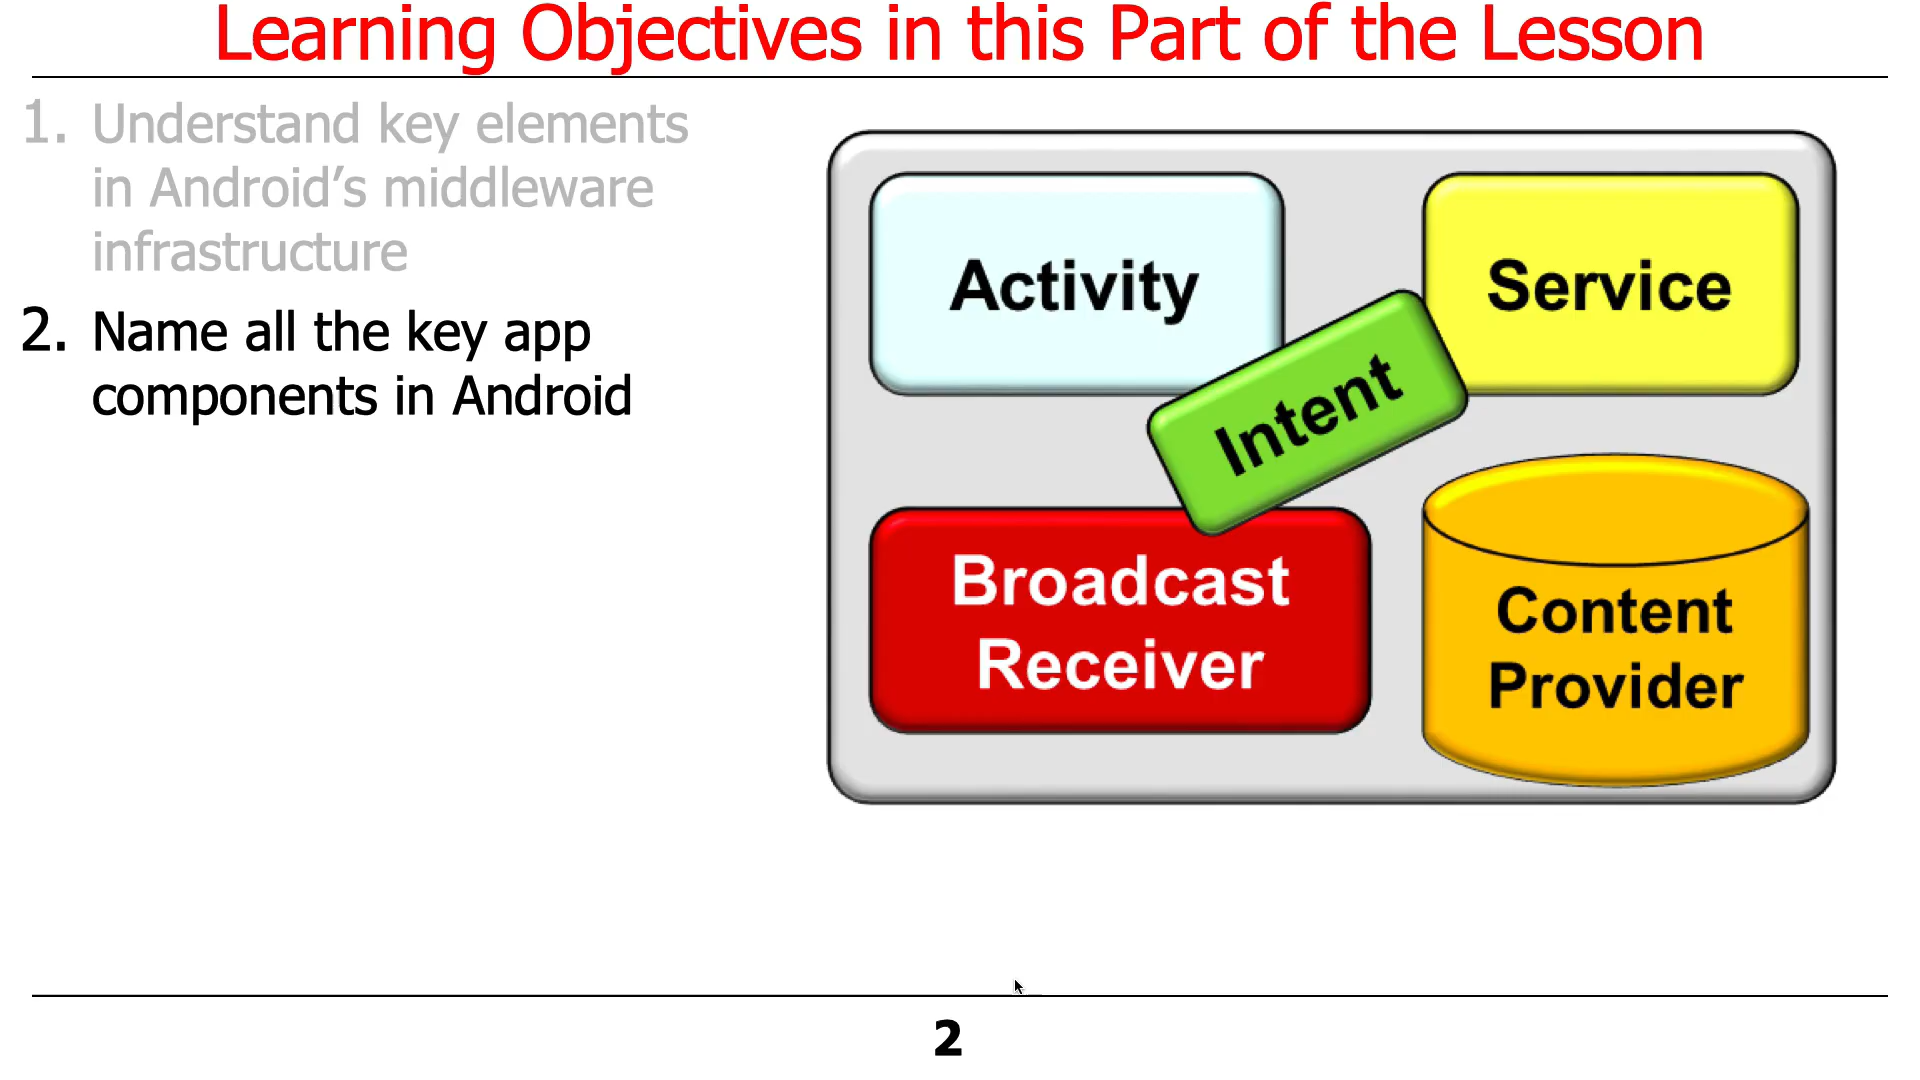 Learning Objectives in this Part of the Lesson
1. Understand key elements
in Android’s middleware
infrastructure
2. Name all the key app
components in Android
Activity
Service
Intent
Broadcast
Receiver
Content
Provider
2